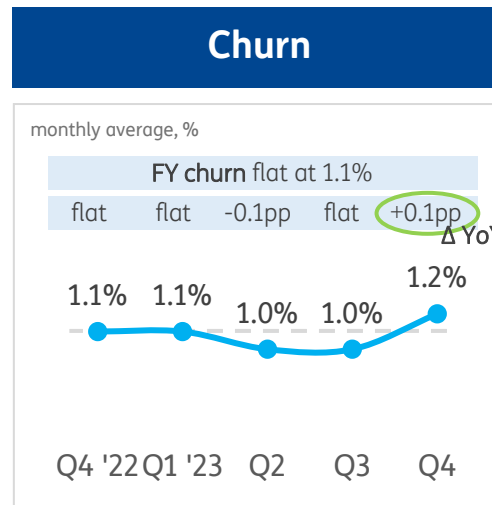 Churn
monthly average, %
FY churn flat at 1.1%
flat flat -0.1pp flat +0.1pp
Δ YoY
1.1% 1.1% 1.0% 1.0% 1.2%
Q4 '22 Q1 '23 Q2 Q3 Q4